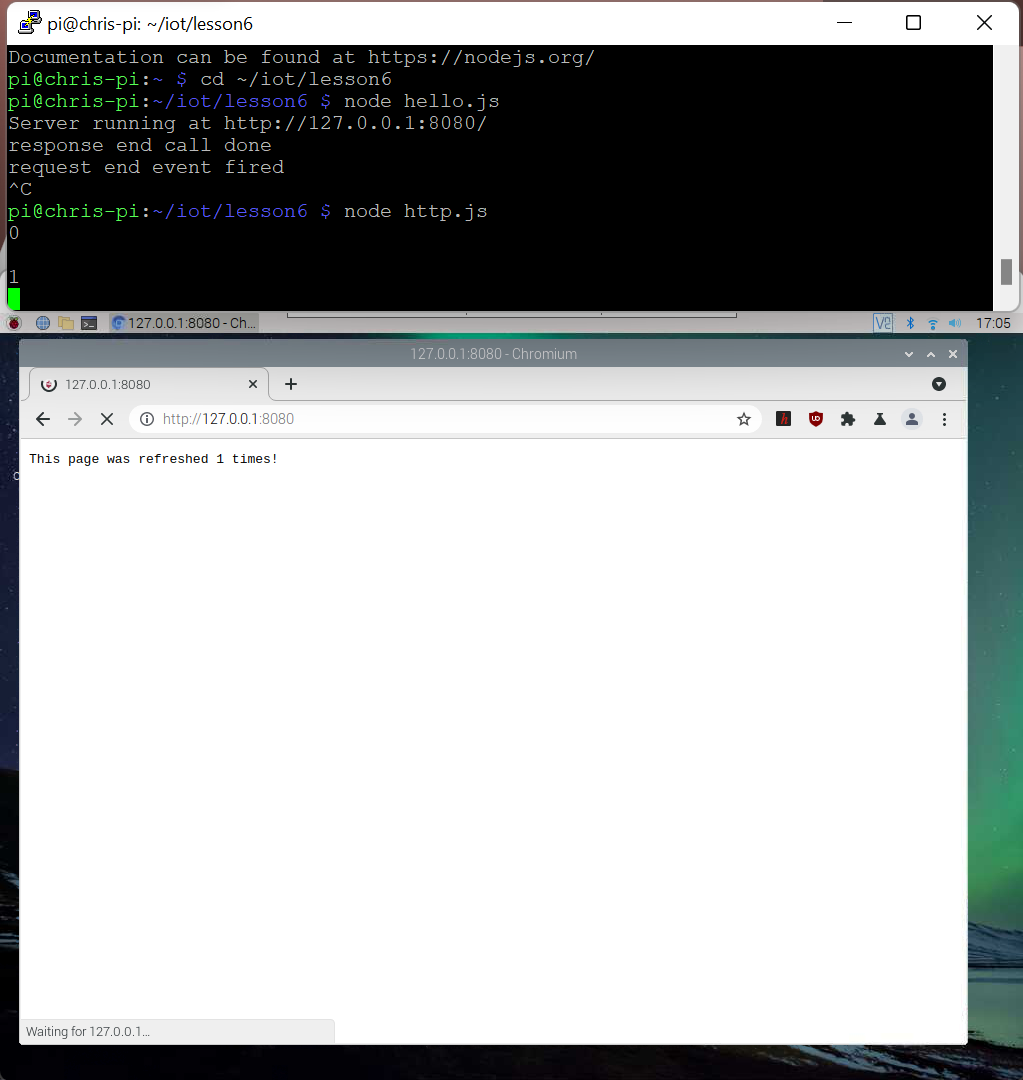 pi@chris-pi: ~/iot/lesson6
Documentation can be found at https://nodejs.org/
pi@chris-pi:~ $ cd ~/iot/lesson6
pi@chris-pi:~/iot/lesson6 $ node hello.js
Server running at http://127.0.0.1:8080/
response end call done
request end event fired
^C
pi@chris-pi:~/iot/lesson6 $ node http.js
0
1
127.0.0.1:8080 - Ch... 17:05
127.0.0.1:8080 - Chromium
127.0.0.1:8080
http://127.0.0.1:8080
This page was refreshed 1 times!
Waiting for 127.0.0.1...